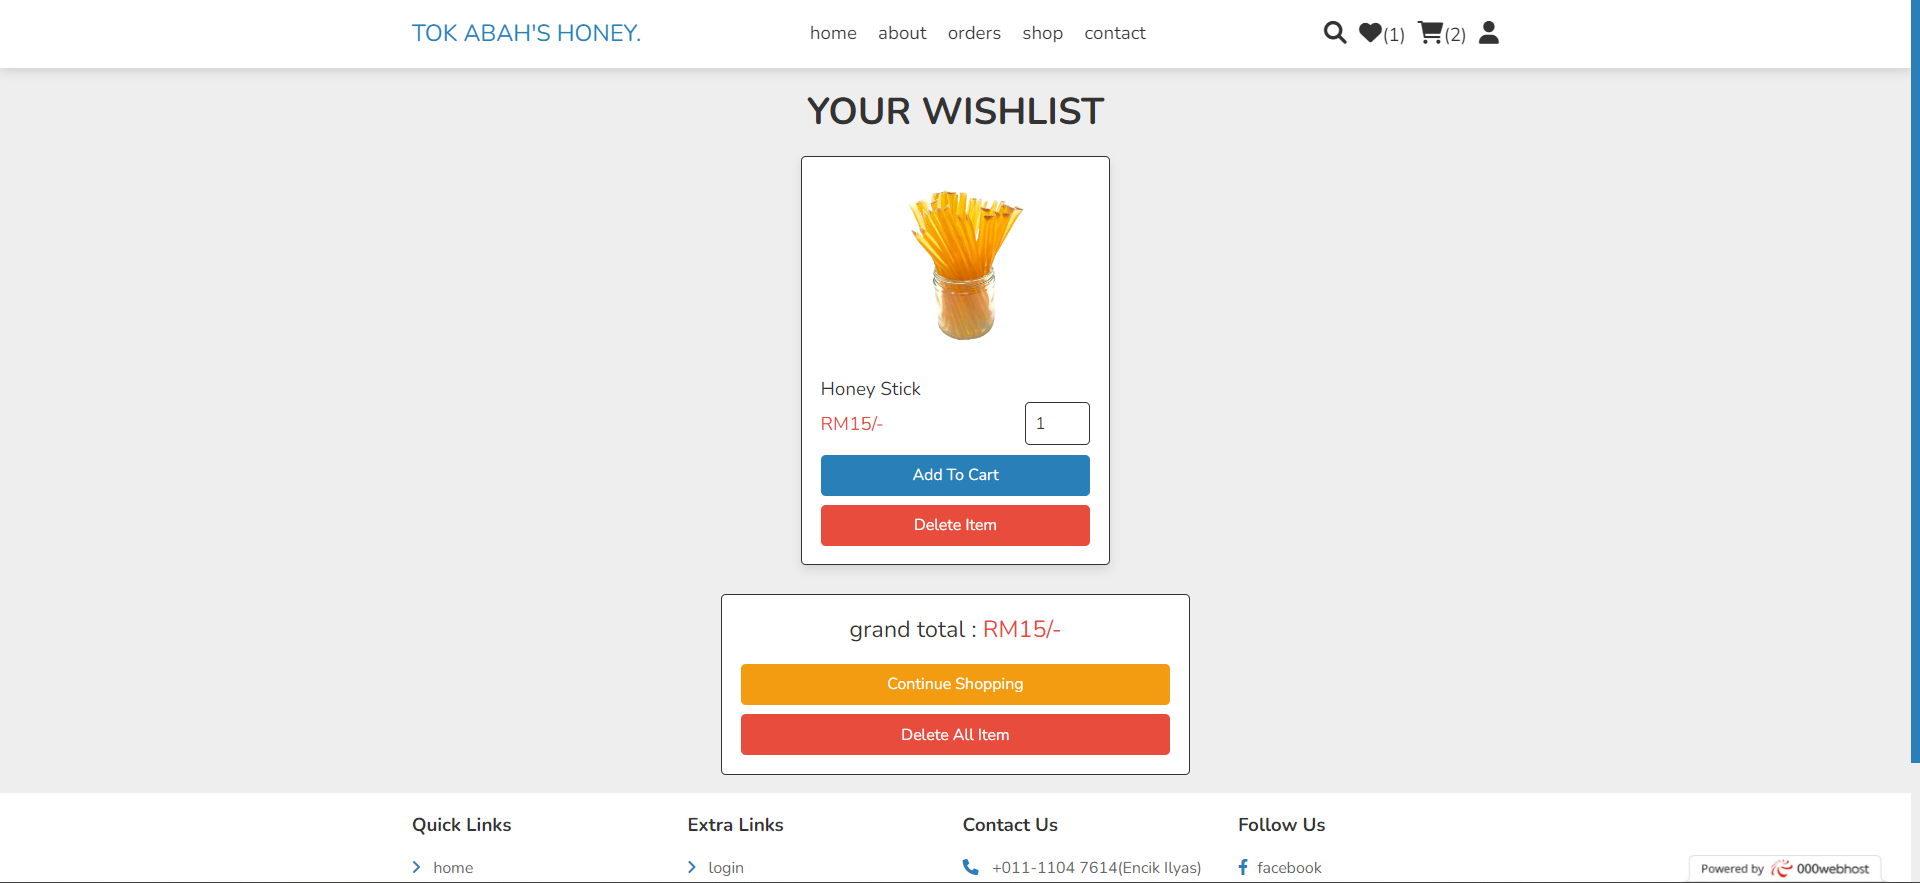 TOK ABAH'S HONEY.
home about orders shop contact
(1) (2)
YOUR WISHLIST
Honey Stick
RM15/-
1
Add To Cart
Delete Item
grand total : RM15/-
Continue Shopping
Delete All Item
Quick Links
Extra Links
Contact Us
Follow Us
home
login
+011-1104 7614(Encik Ilyas)
facebook
Powered by 000webhost